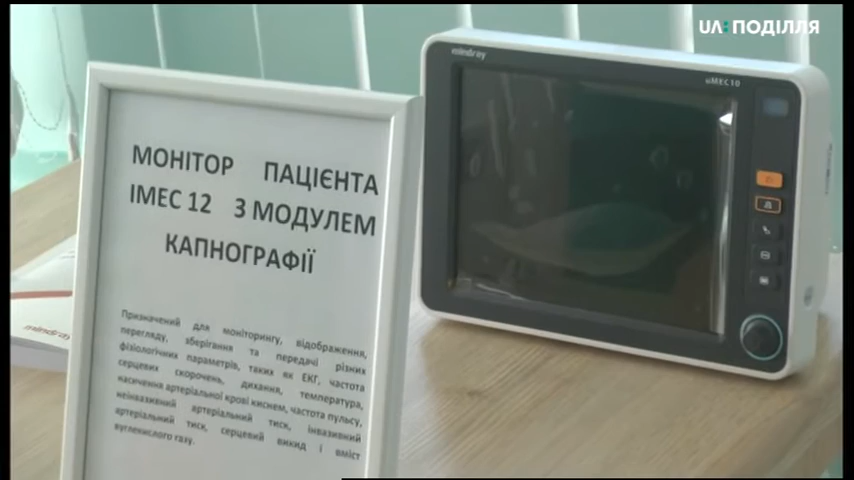 UA:ПОДІЛЛЯ
mindray
uMEC10
МОНІТОР ПАЦІЄНТА
ІМЕС 12 З МОДУЛЕМ
КАПНОГРАФІЇ
Призначений для моніторингу, відображення,
перегляду, зберігання та передачі різних
фізіологічних параметрів, таких як ЕКГ, частота
серцевих скорочень, дихання, температура,
насичення артеріальної крові киснем, частота пульсу,
неінвазивний артеріальний тиск, інвазивний
артеріальний тиск, серцевий викид і вміст
вуглекислого газу.
mindray